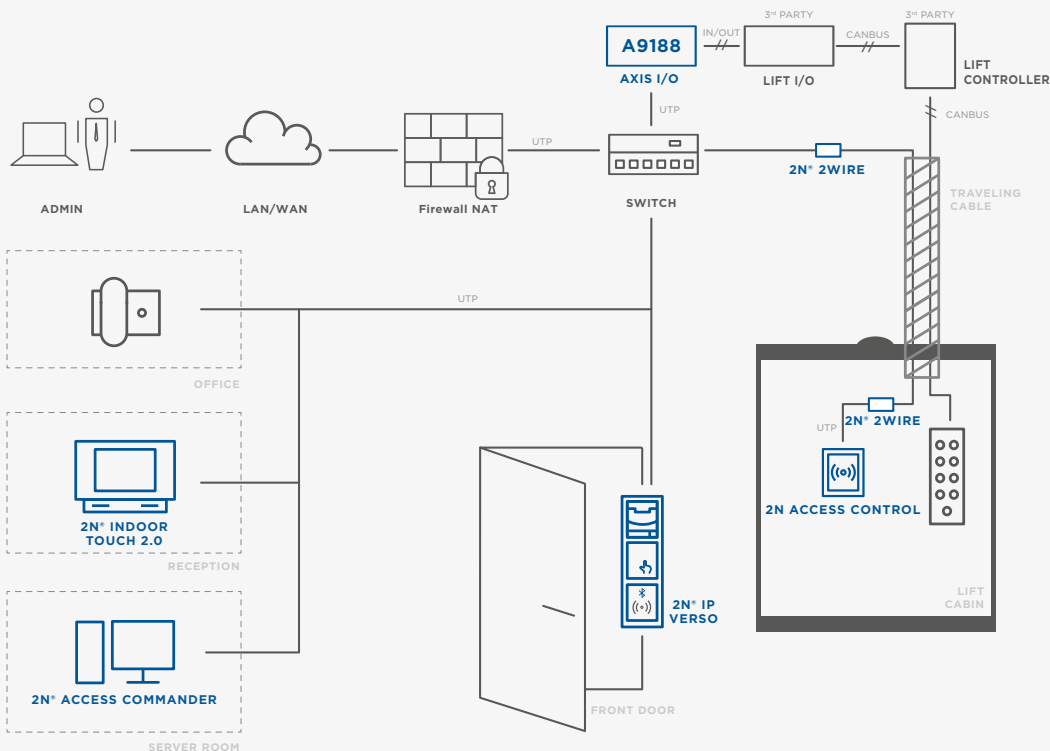 3rd PARTY
3rd PARTY
A9188
IN/OUT
CANBUS
AXIS I/O
LIFT I/O
LIFT
CONTROLLER
UTP
CANBUS
UTP
2N® 2WIRE
ADMIN
LAN/WAN
Firewall NAT
SWITCH
TRAVELING
CABLE
UTP
OFFICE
2N® 2WIRE
UTP
2N ACCESS CONTROL
2N® INDOOR
TOUCH 2.0
RECEPTION
LIFT
CABIN
2N® IP
VERSO
2N® ACCESS COMMANDER
FRONT DOOR
SERVER ROOM